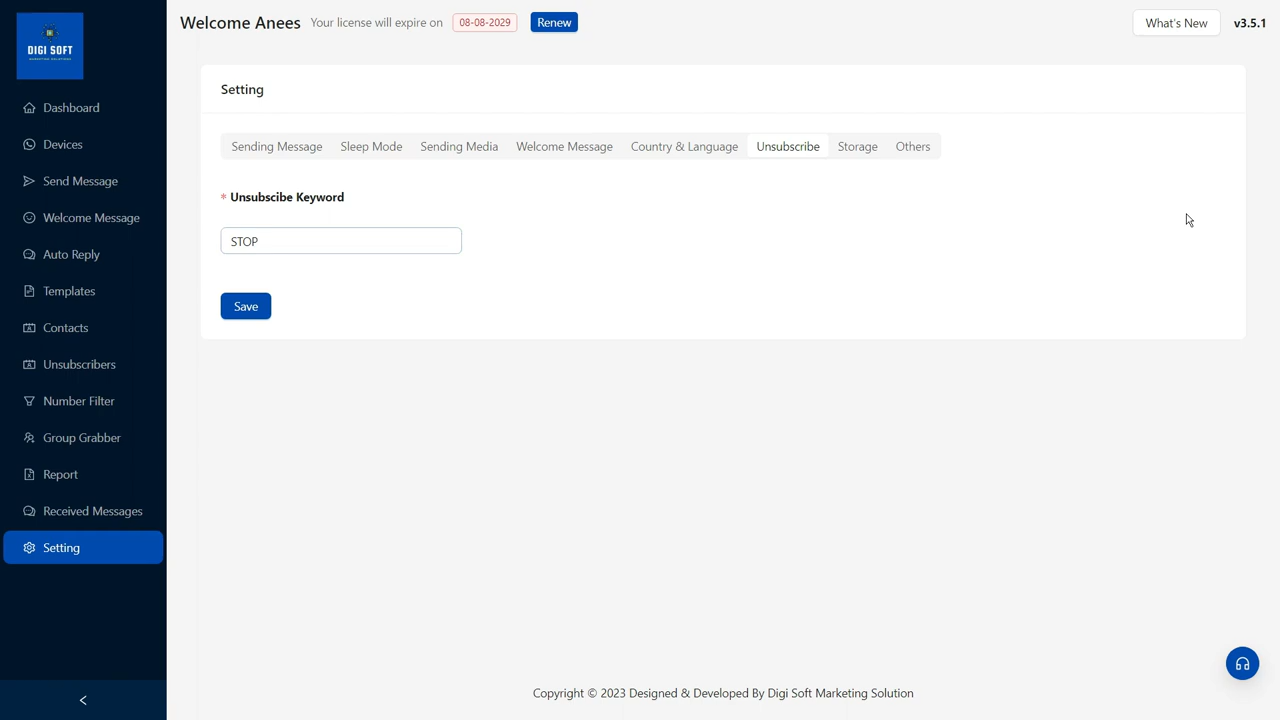 DIGI SOFT
Welcome Anees Your license will expire on 08-08-2029 Renew What's New v3.5.1
Dashboard
Devices
Send Message
Welcome Message
Auto Reply
Templates
Contacts
Unsubscribers
Number Filter
Group Grabber
Report
Received Messages
Setting
Setting
Sending Message Sleep Mode Sending Media Welcome Message Country & Language Unsubscribe Storage Others
* Unsubscibe Keyword
STOP
Save
Copyright © 2023 Designed & Developed By Digi Soft Marketing Solution